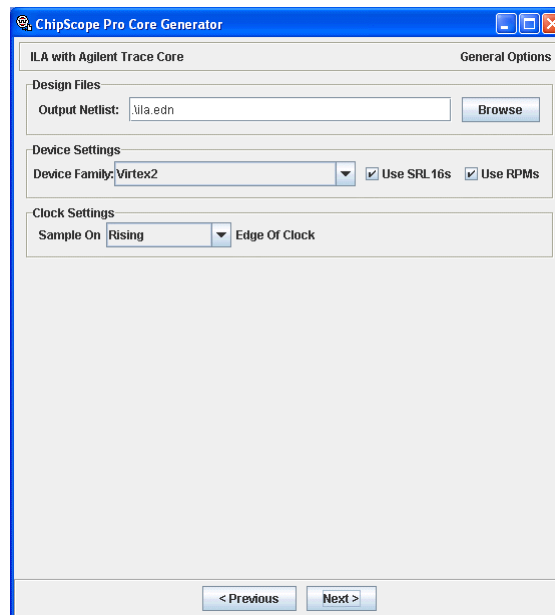 ChipScope Pro Core Generator
ILA with Agilent Trace Core General Options
Design Files
Output Netlist: .\ila.edn Browse
Device Settings
Device Family: Virtex2 Use SRL16s Use RPMs
Clock Settings
Sample On Rising Edge Of Clock
< Previous Next >